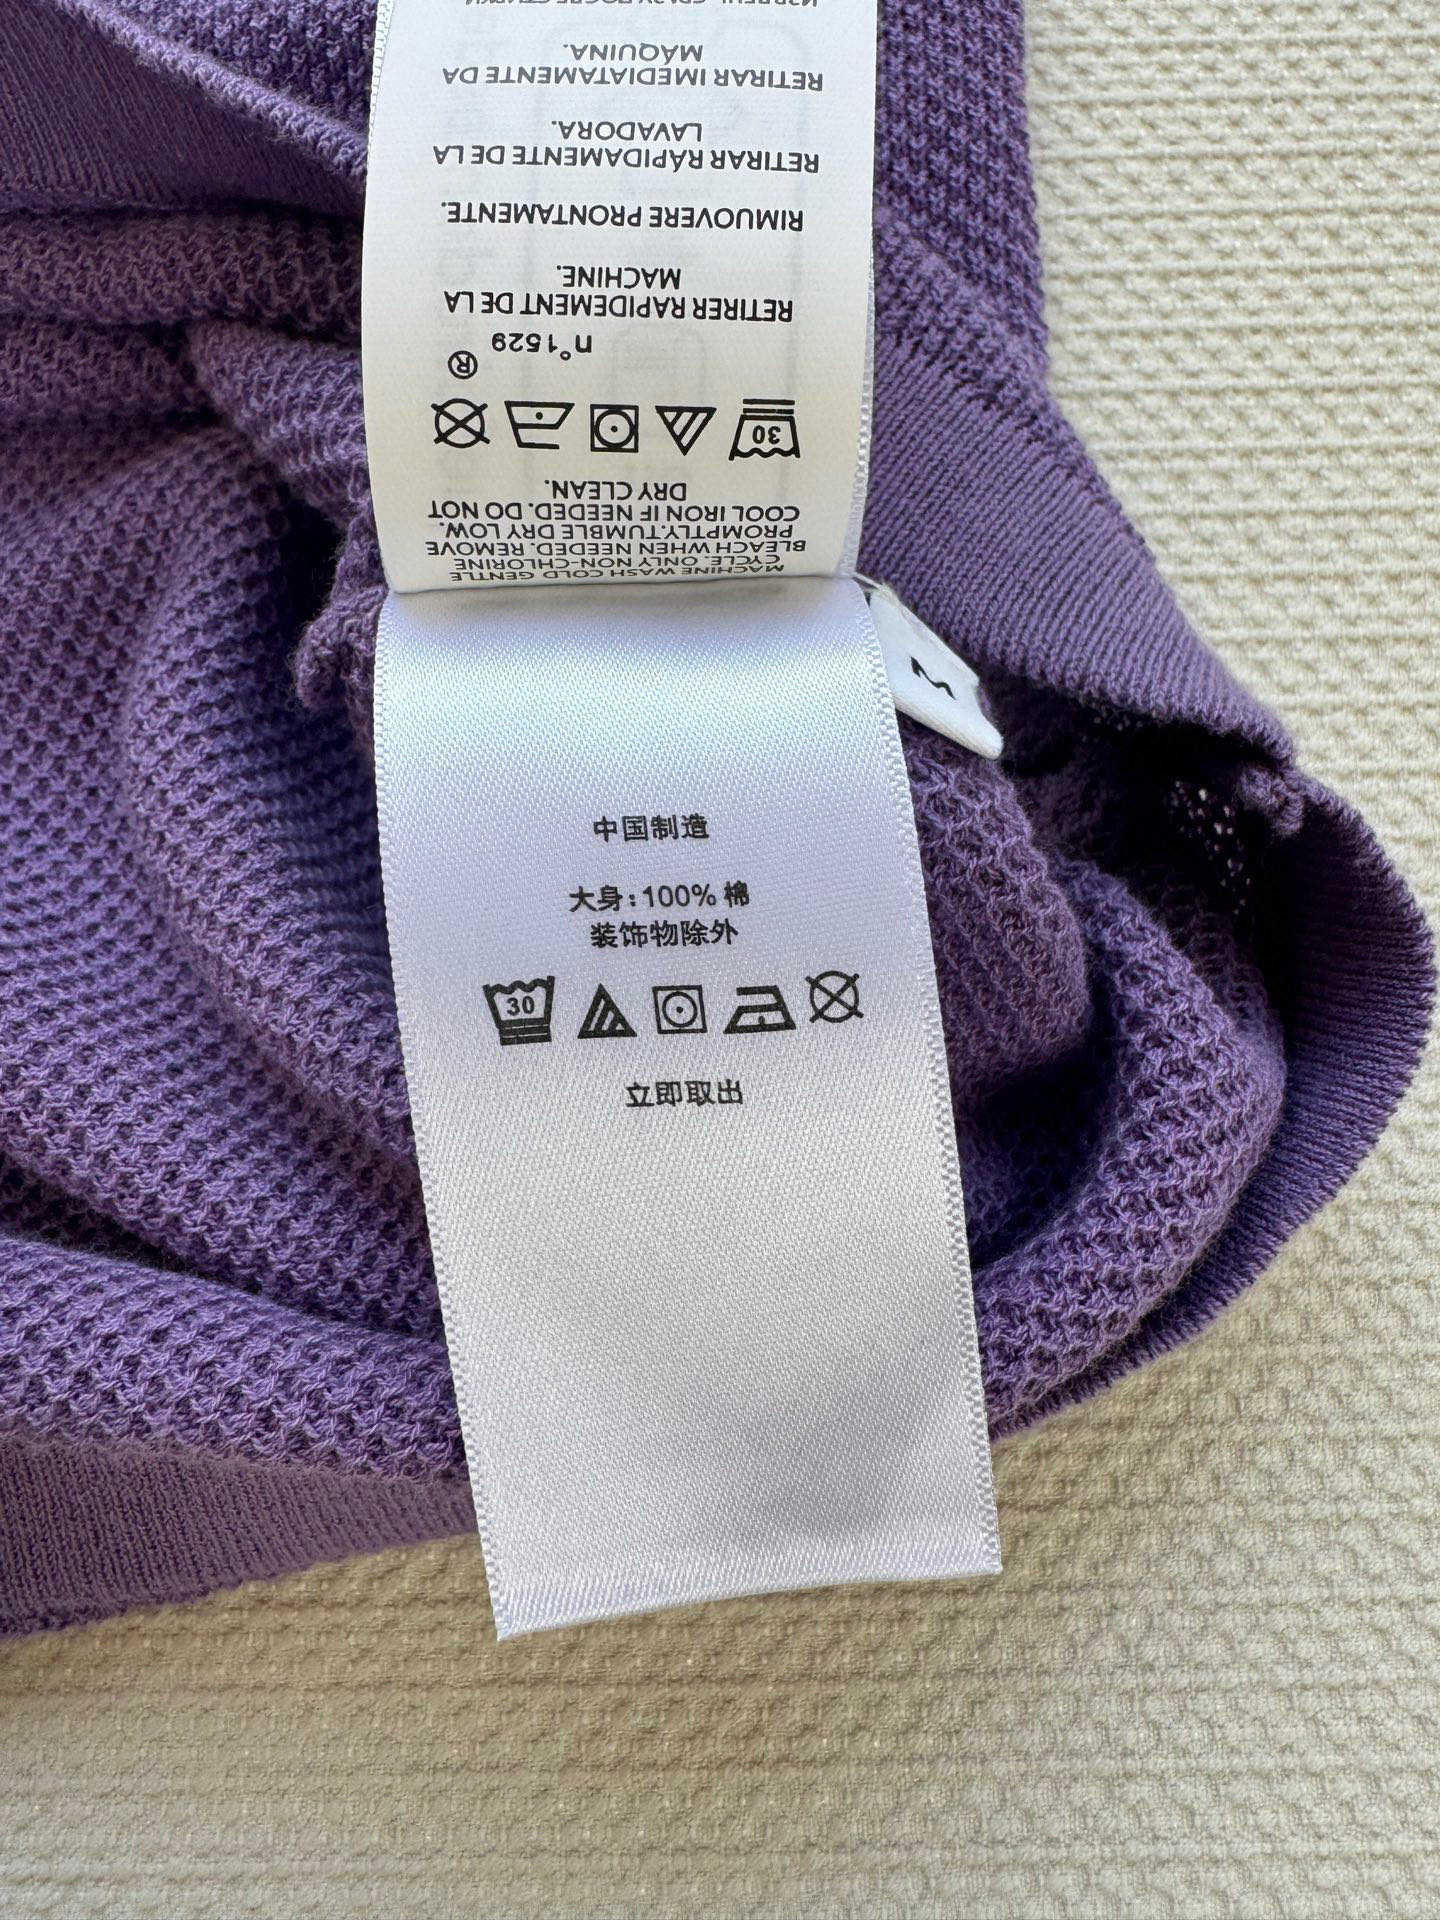 MACHINE WASH COLD GENTLE
CYCLE. ONLY NON-CHLORINE
BLEACH WHEN NEEDED. REMOVE
PROMPTLY.TUMBLE DRY LOW.
COOL IRON IF NEEDED. DO NOT
DRY CLEAN.
30
®
n°1529
RETIRER RAPIDEMENT DE LA
MACHINE.
RIMUOVERE PRONTAMENTE.
RETIRAR RÁPIDAMENTE DE LA
LAVADORA.
RETIRAR IMEDIATAMENTE DA
MÁQUINA.
中国制造
大身:100% 棉
装饰物除外
30
立即取出